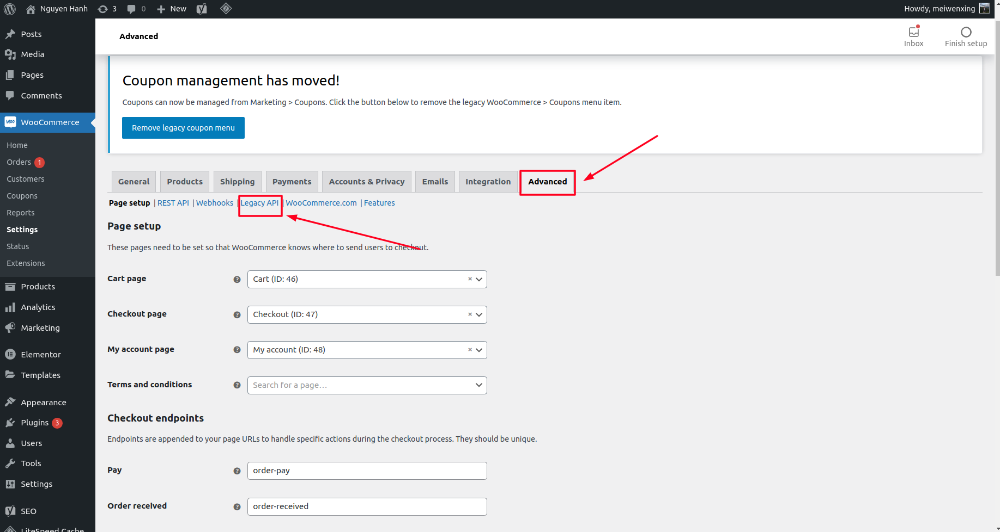 Nguyen Hanh 3 0 New Howdy, meiwenxing
Posts
Media
Pages
Comments
WooCommerce
Home
Orders 1
Customers
Coupons
Reports
Settings
Status
Extensions
Products
Analytics
Marketing
Elementor
Templates
Appearance
Plugins 3
Users
Tools
Settings
SEO
LiteSpeed Cache
Advanced
Inbox
Finish setup
Coupon management has moved!
Coupons can now be managed from Marketing > Coupons. Click the button below to remove the legacy WooCommerce > Coupons menu item.
Remove legacy coupon menu
General Products Shipping Payments Accounts & Privacy Emails Integration Advanced
Page setup | REST API | Webhooks | Legacy API | WooCommerce.com | Features
Page setup
These pages need to be set so that WooCommerce knows where to send users to checkout.
Cart page Cart (ID: 46)
Checkout page Checkout (ID: 47)
My account page My account (ID: 48)
Terms and conditions Search for a page…
Checkout endpoints
Endpoints are appended to your page URLs to handle specific actions during the checkout process. They should be unique.
Pay order-pay
Order received order-received